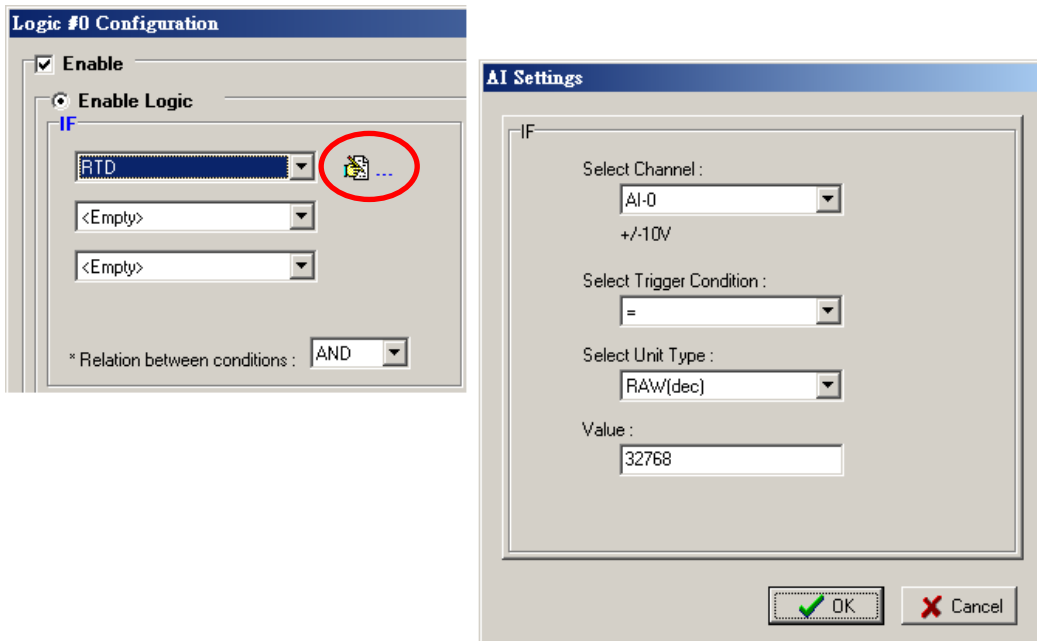 Logic #0 Configuration
Enable
Enable Logic
IF
RTD
...
<Empty>
<Empty>
* Relation between conditions : AND
AI Settings
IF
Select Channel :
AI-0
+/-10V
Select Trigger Condition :
=
Select Unit Type :
RAW(dec)
Value :
32768
OK Cancel